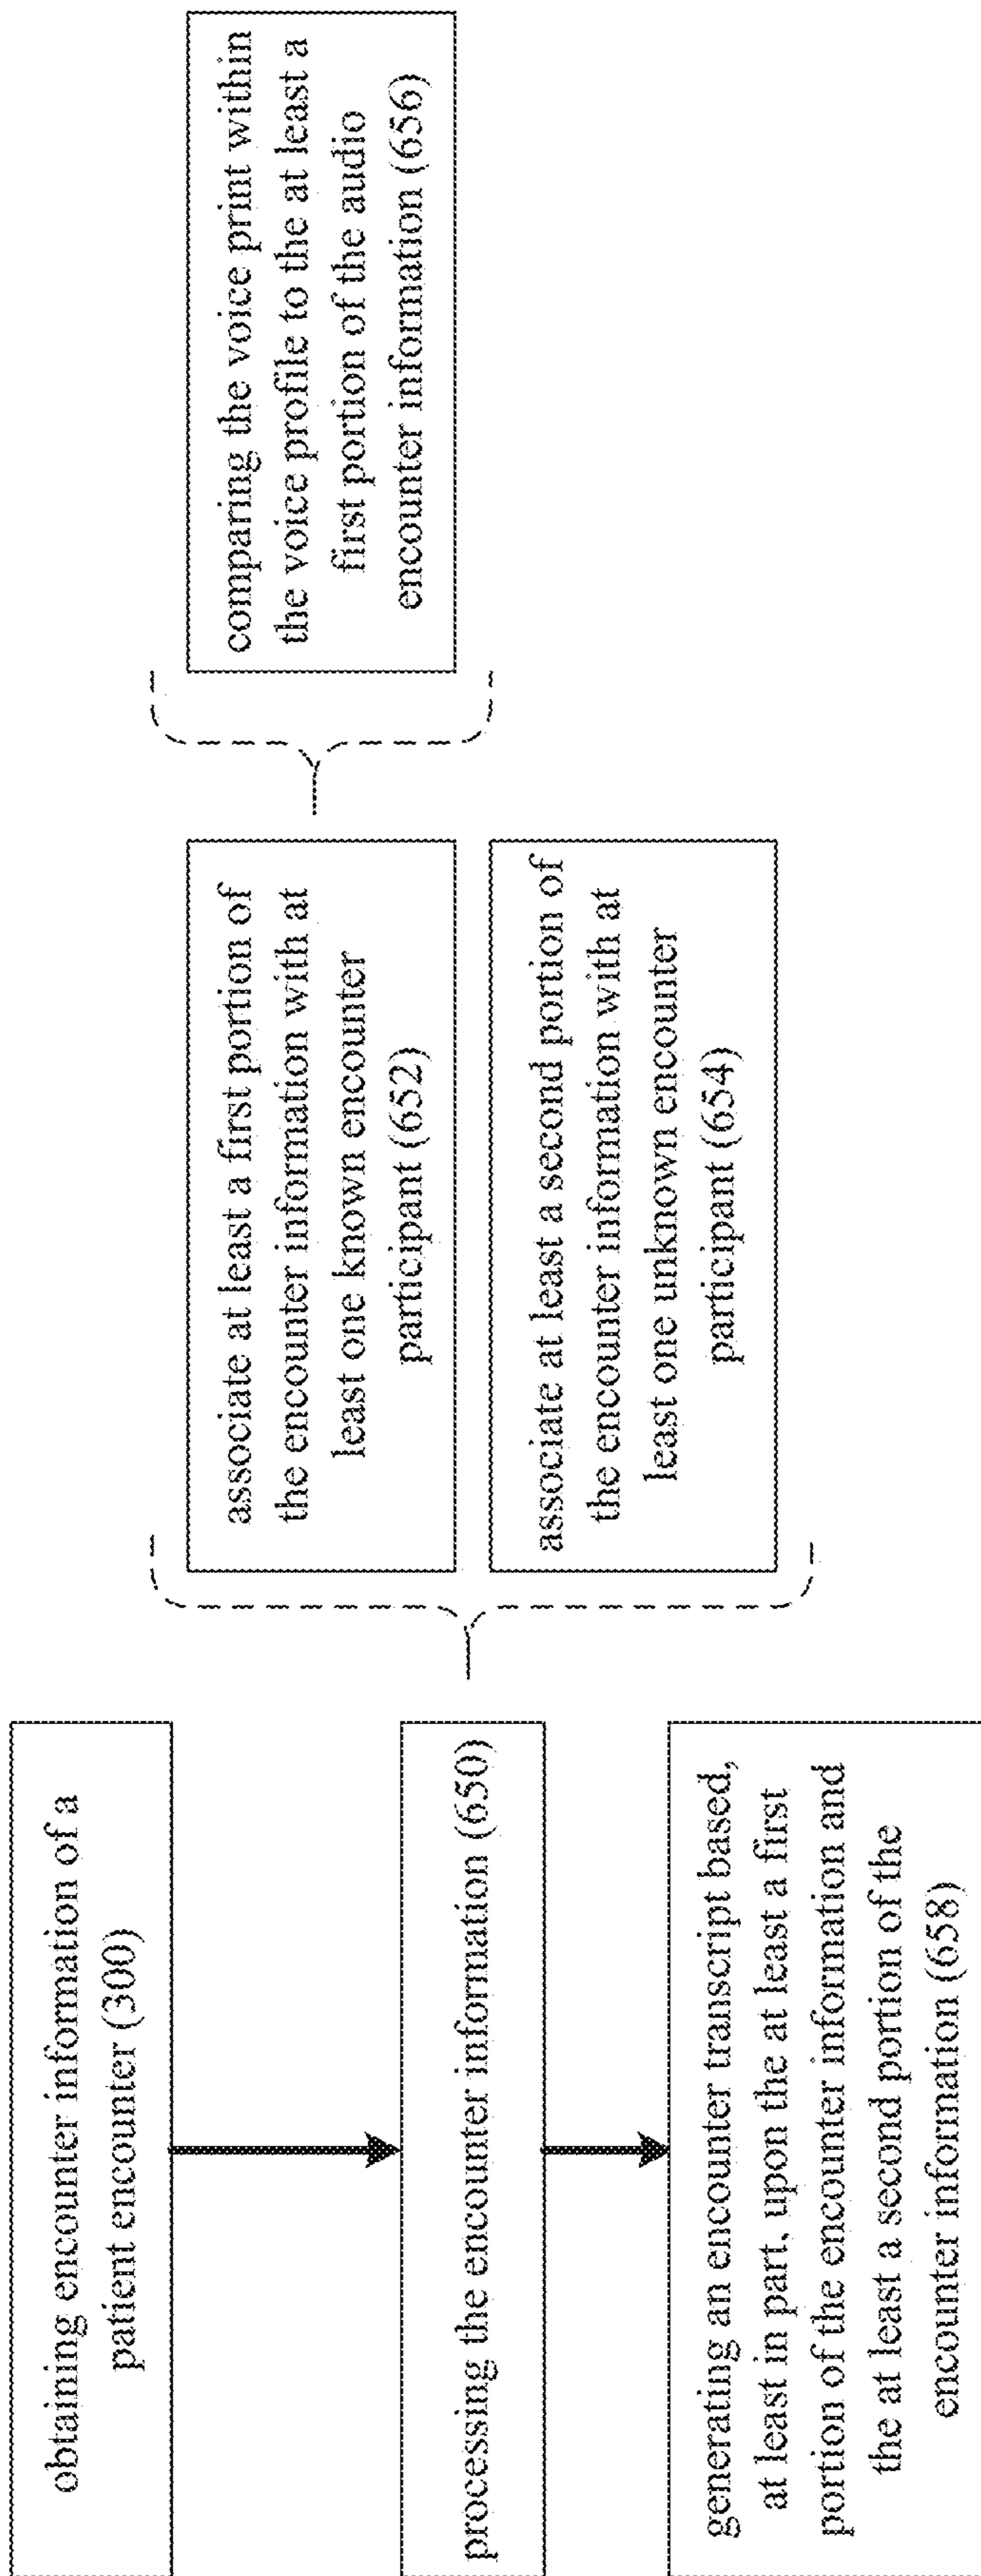 obtaining encounter information of a
patient encounter (300)
processing the encounter information (650)
generating an encounter transcript based,
at least in part, upon the at least a first
portion of the encounter information and
the at least a second portion of the
encounter information (658)
associate at least a first portion of
the encounter information with at
least one known encounter
participant (652)
associate at least a second portion of
the encounter information with at
least one unknown encounter
participant (654)
comparing the voice print within
the voice profile to the at least a
first portion of the audio
encounter information (656)